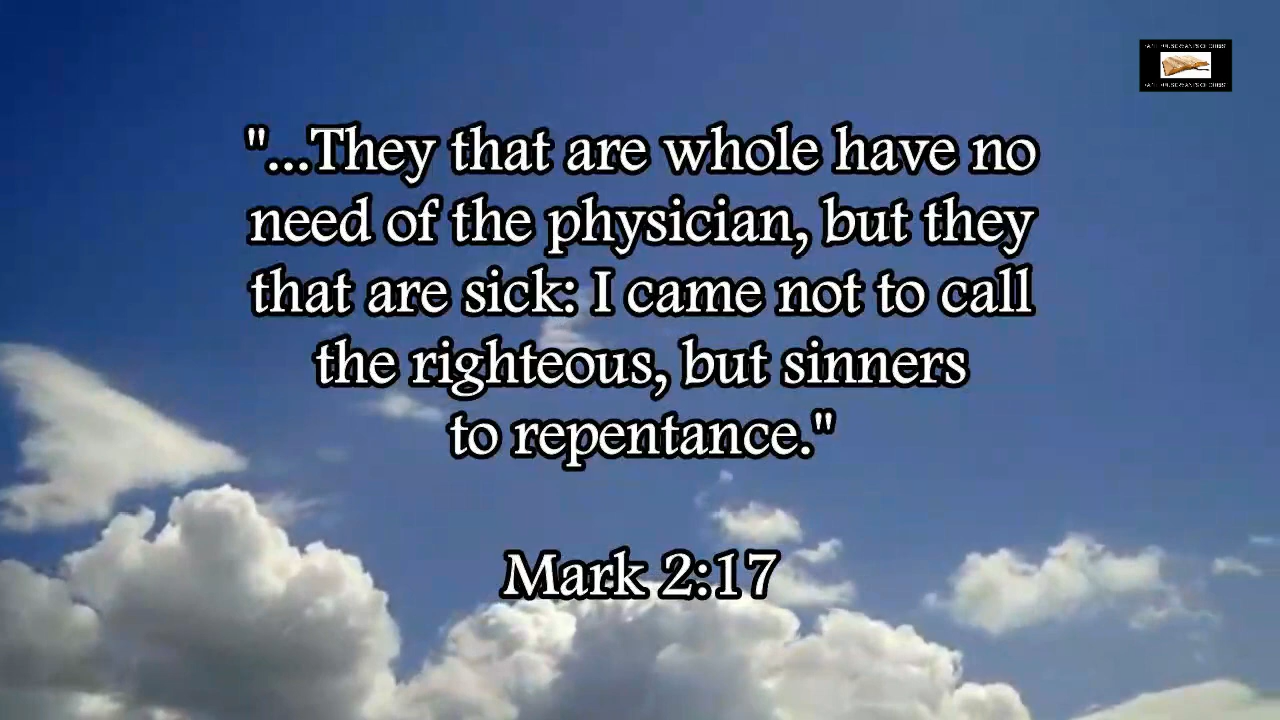 "...They that are whole have no
need of the physician, but they
that are sick: I came not to call
the righteous, but sinners
to repentance."
Mark 2:17